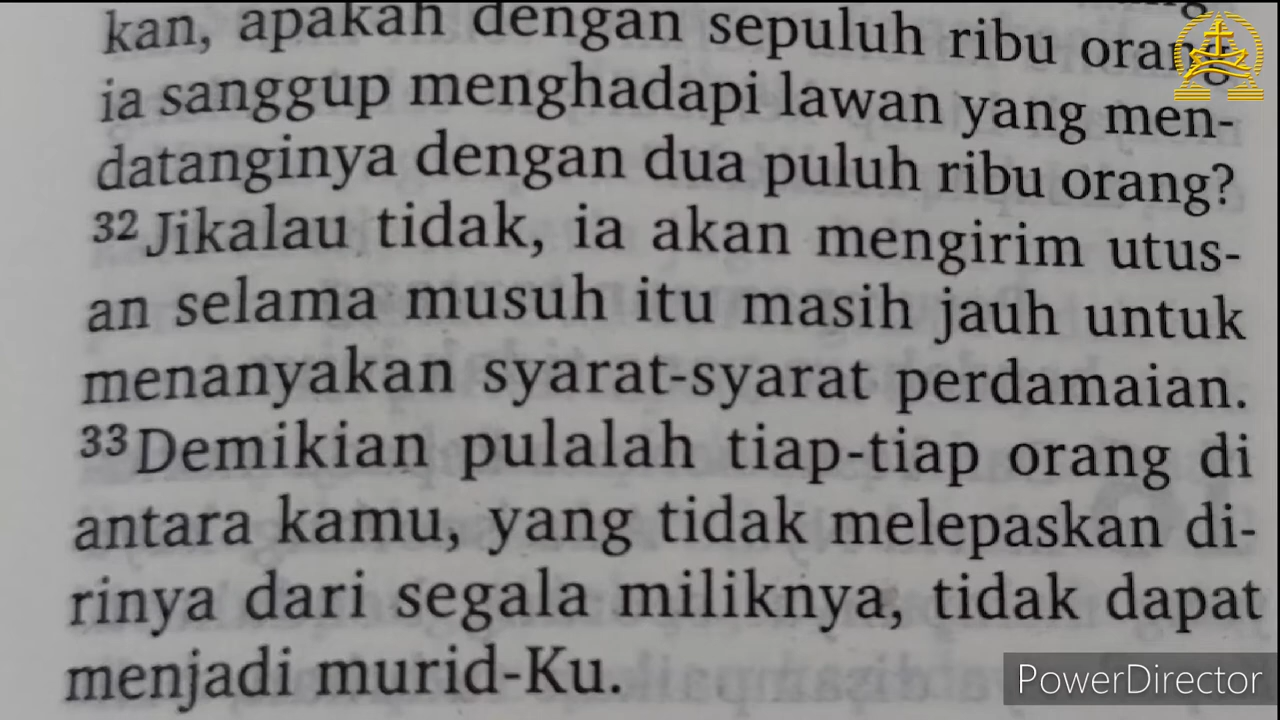 kan, apakah dengan sepuluh ribu orang
ia sanggup menghadapi lawan yang men-
datanginya dengan dua puluh ribu orang?
32 Jikalau tidak, ia akan mengirim utus-
an selama musuh itu masih jauh untuk
menanyakan syarat-syarat perdamaian.
33 Demikian pulalah tiap-tiap orang di
antara kamu, yang tidak melepaskan di-
rinya dari segala miliknya, tidak dapat
menjadi murid-Ku.
PowerDirector